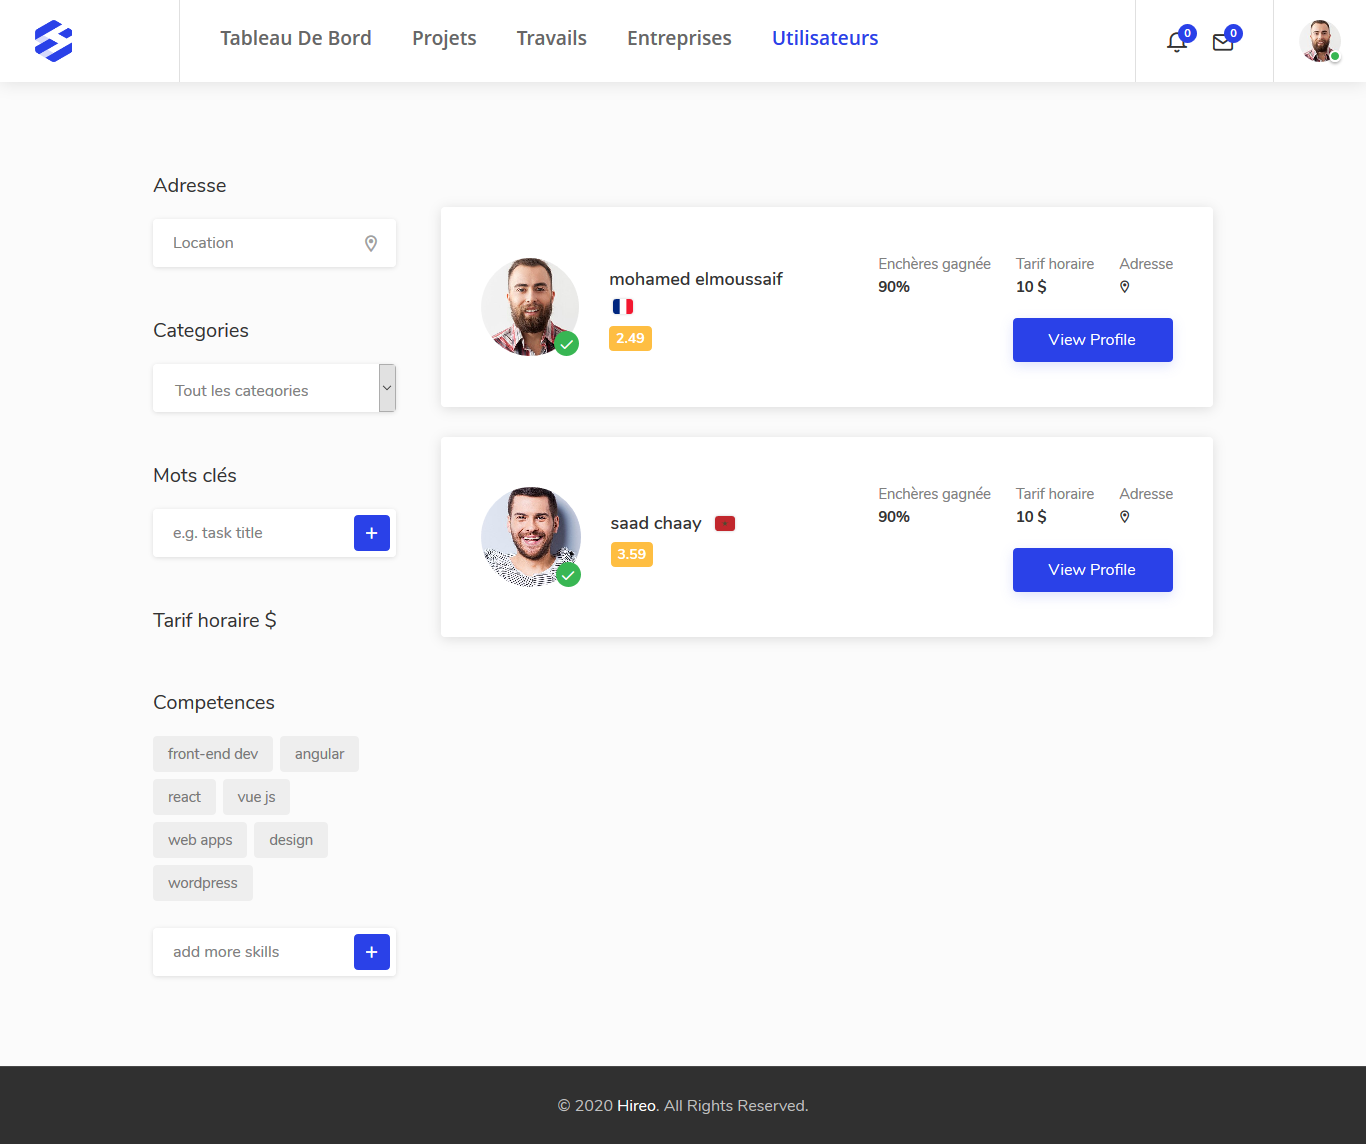 Tableau De Bord Projets Travails Entreprises Utilisateurs 0 0
Adresse
Location
Categories
Tout les categories
Mots clés
e.g. task title +
Tarif horaire $
Competences
front-end dev angular
react vue js
web apps design
wordpress
add more skills +
mohamed elmoussaif
2.49
Enchères gagnée Tarif horaire Adresse
90% 10 $
View Profile
saad chaay
3.59
Enchères gagnée Tarif horaire Adresse
90% 10 $
View Profile
© 2020 Hireo. All Rights Reserved.